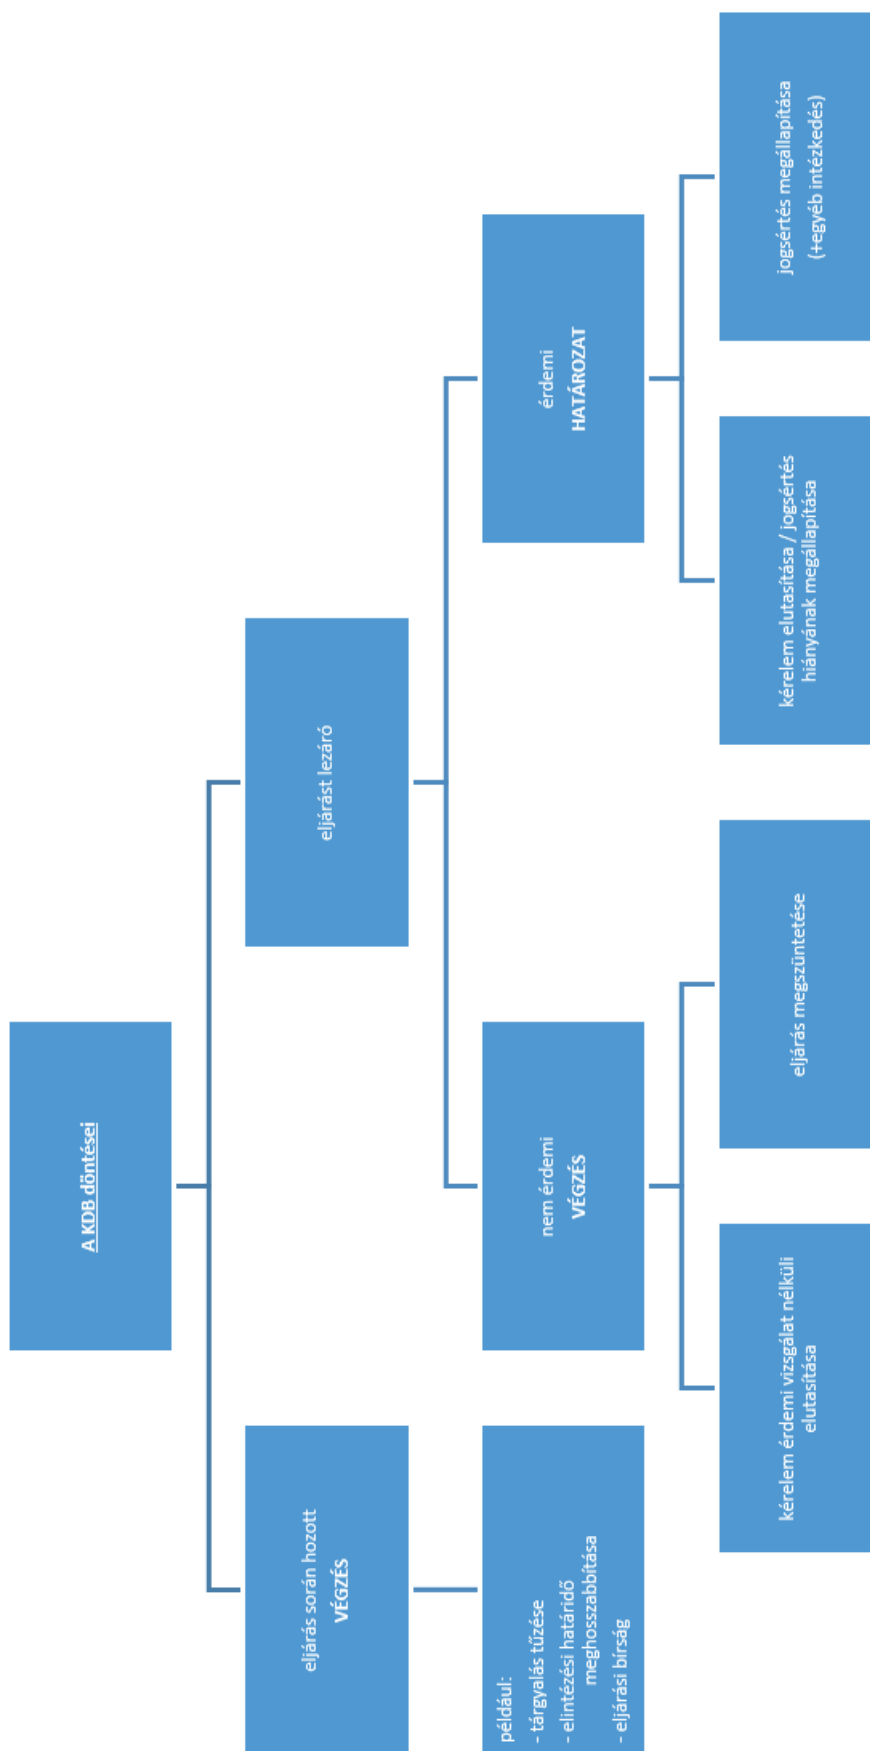 A KDB döntései
eljárás során hozott
VÉGZÉS
eljárást lezáró
például:
- tárgyalás tűzése
- elintézési határidő
meghosszabbítása
- eljárási bírság
nem érdemi
VÉGZÉS
érdemi
HATÁROZAT
kérelem érdemi vizsgálat nélküli
elutasítása
eljárás megszüntetése
kérelem elutasítása / jogsértés
hiányának megállapítása
jogsértés megállapítása
(+egyéb intézkedés)